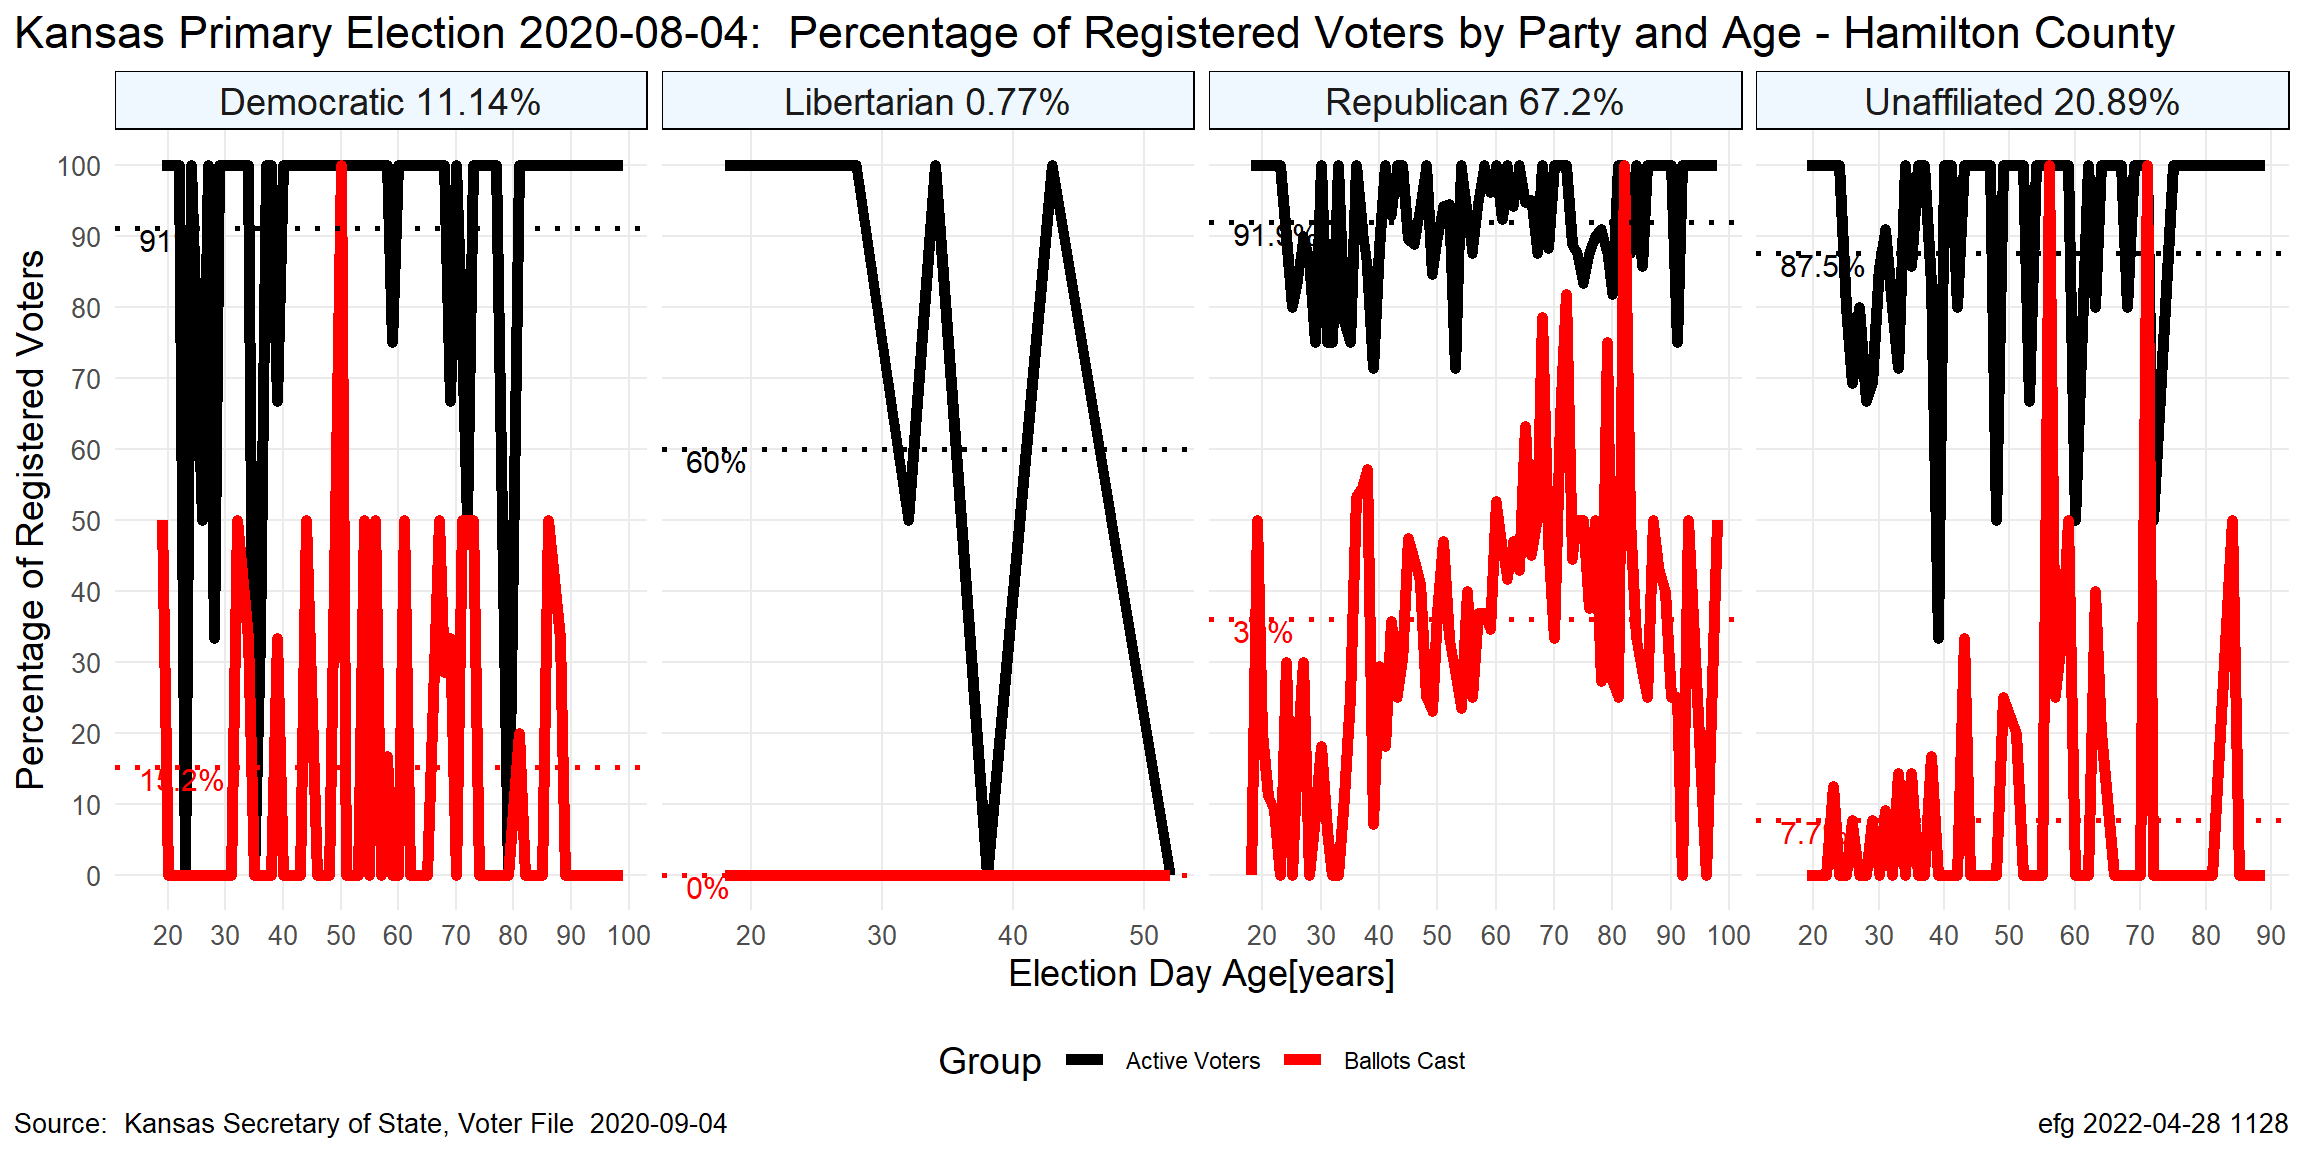 Kansas Primary Election 2020-08-04:  Percentage of Registered Voters by Party and Age - Hamilton County
Democratic 11.14%
Libertarian 0.77%
Republican 67.2%
Unaffiliated 20.89%
Percentage of Registered Voters
100
90
80
70
60
50
40
30
20
10
0
15.2%
60%
0%
91.9%
87.5%
20 30 40 50 60 70 80 90 100
20 30 40 50
20 30 40 50 60 70 80 90 100
20 30 40 50 60 70 80 90
Election Day Age[years]
Group Active Voters Ballots Cast
Source:  Kansas Secretary of State, Voter File  2020-09-04
efg 2022-04-28 1128